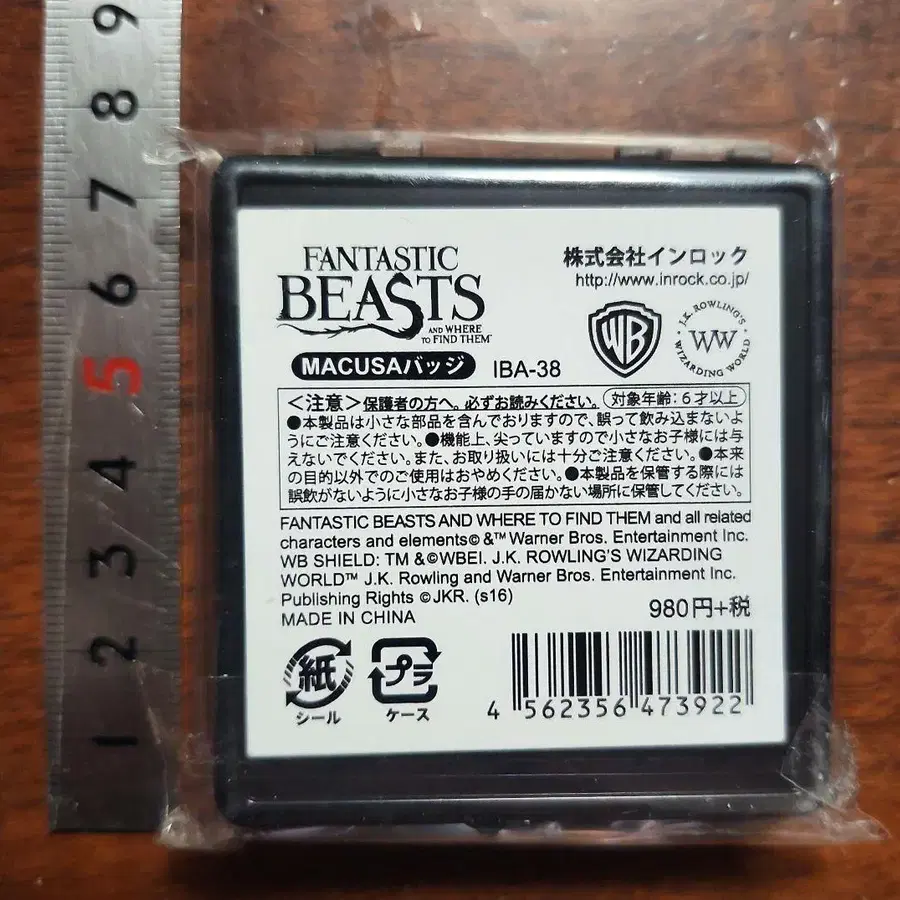 9
8
7
6
5
4
3
2
1
FANTASTIC
BEASTS
AND WHERE
TO FIND THEM™
MACUSAバッジ IBA-38
株式会社インロック
http://www.inrock.co.jp/
WB
J.K. ROWLING'S
WW
WIZARDING WORLD
<注意>保護者の方へ。必ずお読みください。 対象年齢:6才以上
●本製品は小さな部品を含んでおりますので、誤って飲み込まないよ
うにご注意ください。●機能上、尖っていますので小さなお子様には与
えないでください。また、お取り扱いには十分ご注意ください。●本来
の目的以外でのご使用はおやめください。●本製品を保管する際には
誤飲がないように小さなお子様の手の届かない場所に保管してください。
FANTASTIC BEASTS AND WHERE TO FIND THEM and all related
characters and elements© &™ Warner Bros. Entertainment Inc.
WB SHIELD: TM &©WBEI. J.K. ROWLING'S WIZARDING
WORLD™ J.K. Rowling and Warner Bros. Entertainment Inc.
Publishing Rights ©JKR. (s16)
MADE IN CHINA
980円+税
紙
シール
プラ
ケース
4 562356 473922